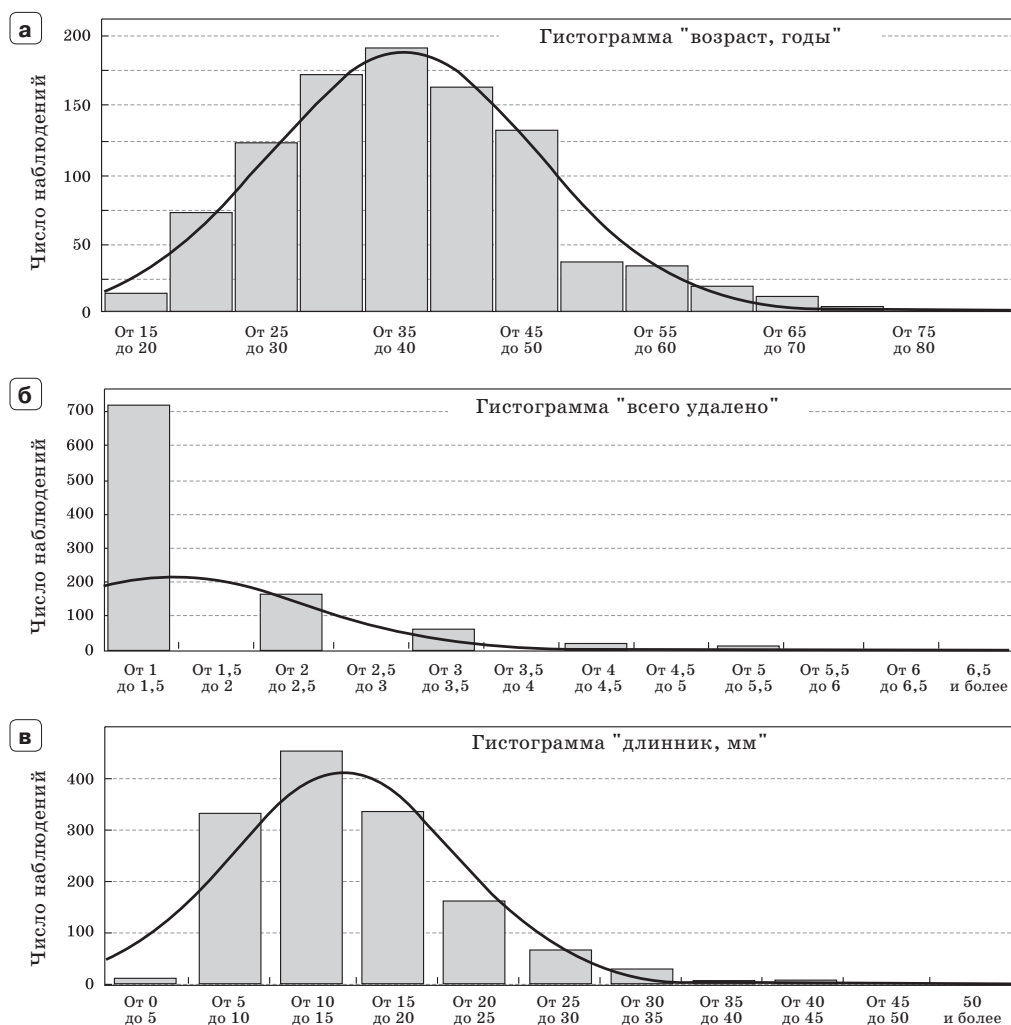 а
Гистограмма "возраст, годы"
Число наблюдений
200
150
100
50
0
От 15 до 20
От 25 до 30
От 35 до 40
От 45 до 50
От 55 до 60
От 65 до 70
От 75 до 80
б
Гистограмма "всего удалено"
Число наблюдений
700
600
500
400
300
200
100
0
От 1 до 1,5
От 1,5 до 2
От 2 до 2,5
От 2,5 до 3
От 3 до 3,5
От 3,5 до 4
От 4 до 4,5
От 4,5 до 5
От 5 до 5,5
От 5,5 до 6
От 6 до 6,5
6,5 и более
в
Гистограмма "длинник, мм"
Число наблюдений
400
300
200
100
0
От 0 до 5
От 5 до 10
От 10 до 15
От 15 до 20
От 20 до 25
От 25 до 30
От 30 до 35
От 35 до 40
От 40 до 45
От 45 до 50
50 и более